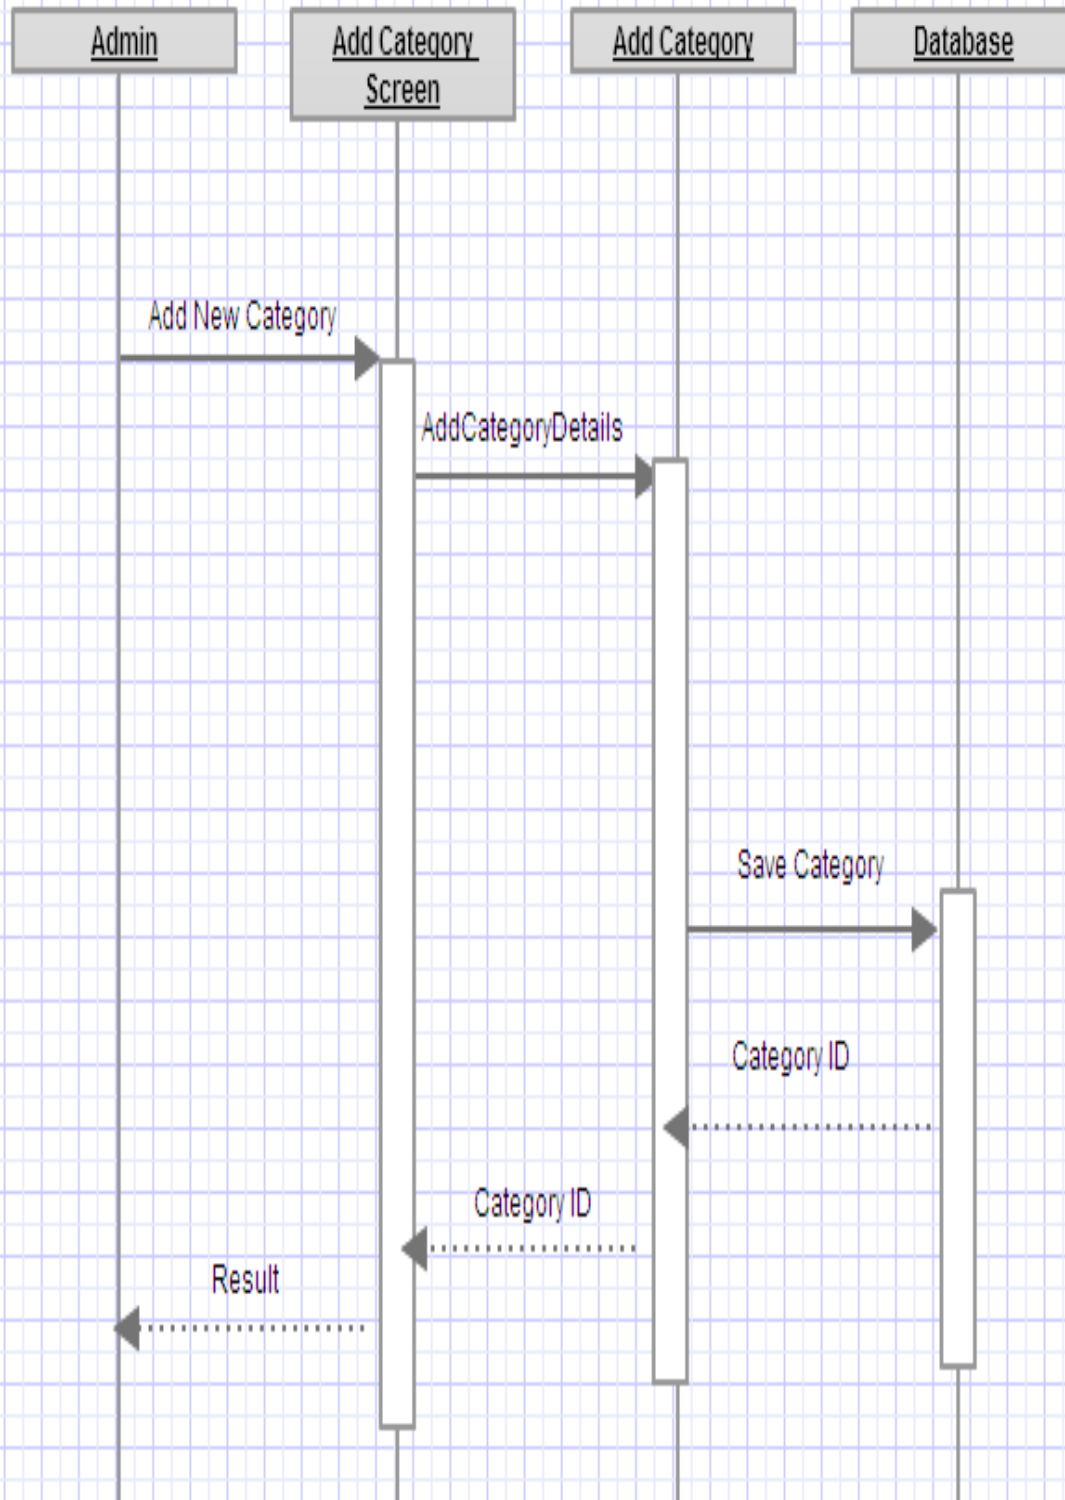 Admin
Add Category
Screen
Add Category
Database
Add New Category
AddCategoryDetails
Save Category
Category ID
Category ID
Result